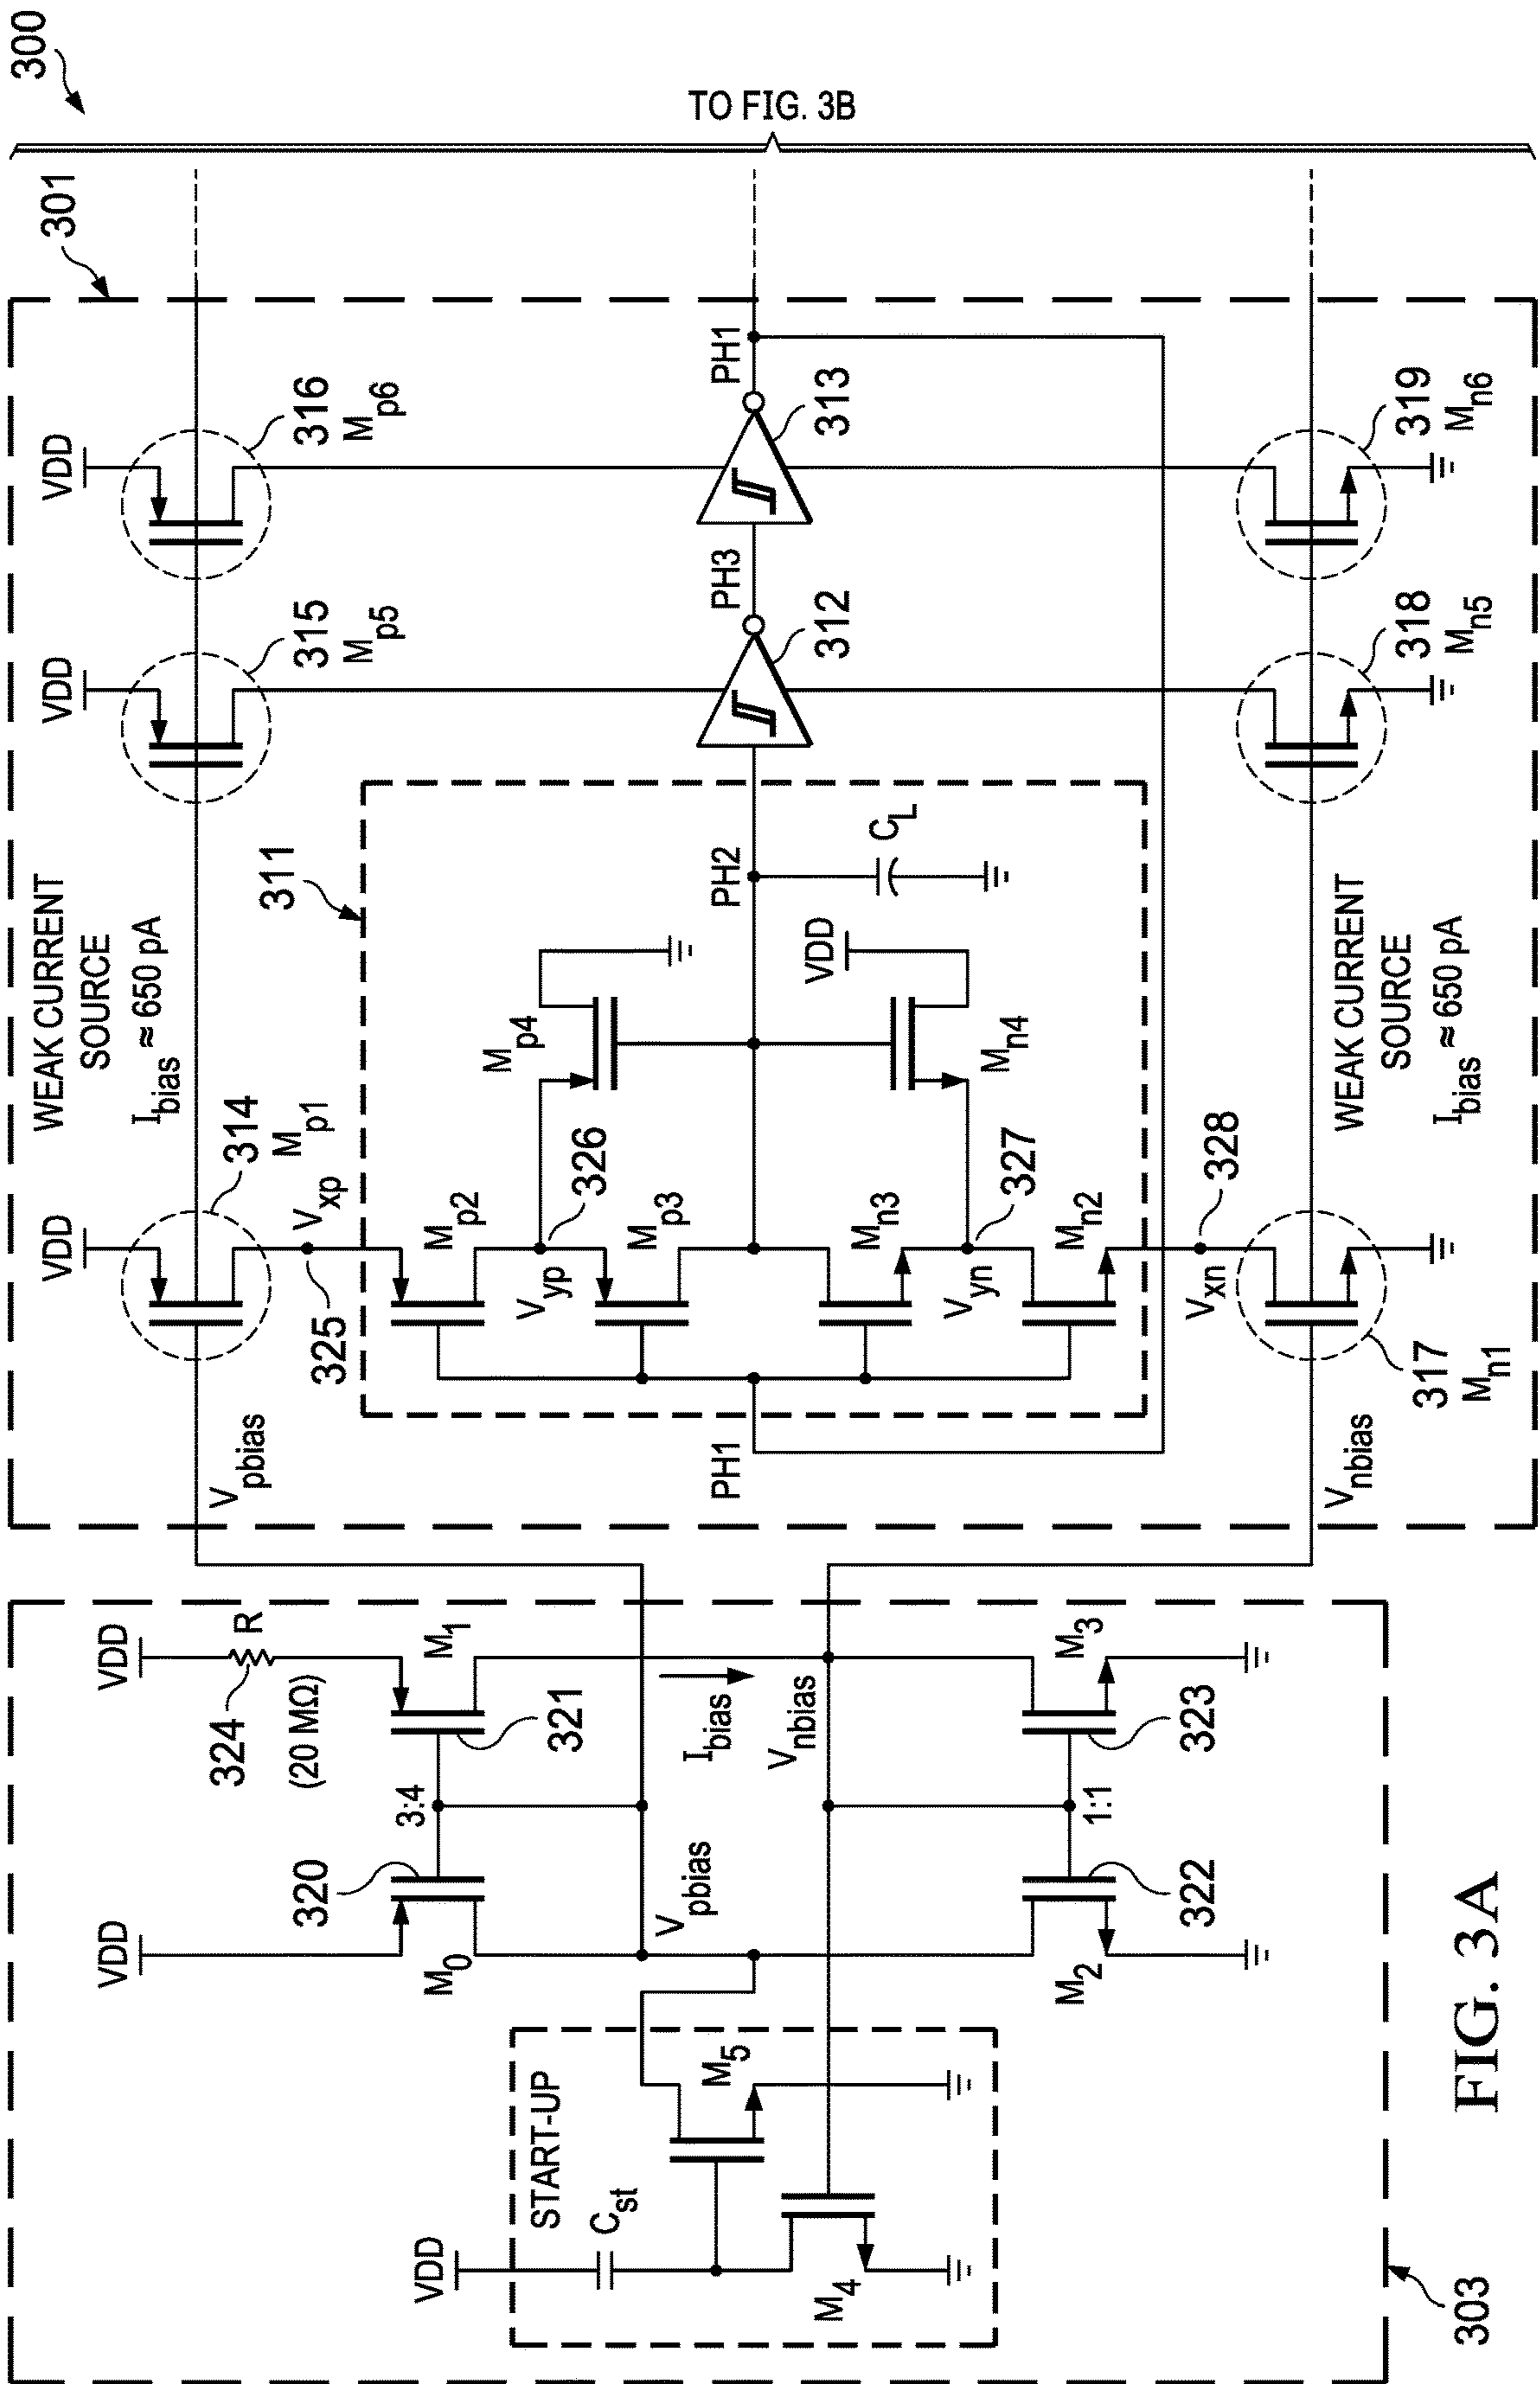 300
TO FIG. 3B
301
VDD
316
M_p6
VDD
315
M_p5
WEAK CURRENT
SOURCE
I_bias ≈ 650 pA
VDD
314
M_p1
V_xp
325
V_pbias
PH1
313
PH3
312
311
PH2
C_L
VDD
M_p4
M_n4
326
327
M_p2
V_yp
M_p3
M_n3
V_yn
M_n2
328
V_xn
PH1
319
M_n6
318
M_n5
WEAK CURRENT
SOURCE
I_bias ≈ 650 pA
317
M_n1
V_nbias
VDD
R
324
(20 MΩ)
M_1
321
3:4
I_bias
V_nbias
M_3
323
1:1
VDD
320
M_0
V_pbias
322
M_2
START-UP
M_5
VDD
C_st
M_4
303
FIG. 3A